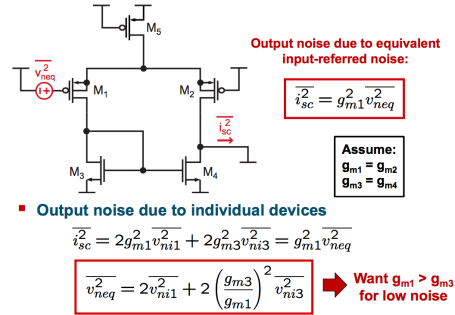 M₅
Output noise due to equivalent
input-referred noise:
v²neq
M₁
M₂
i²sc = g²m1 v²neq
i²sc
Assume:
gm1 = gm2
gm3 = gm4
M₃
M₄
Output noise due to individual devices
i²sc = 2g²m1 v²ni1 + 2g²m3 v²ni3 = g²m1 v²neq
v²neq = 2v²ni1 + 2 (gm3/gm1)² v²ni3
Want gm1 > gm3
for low noise